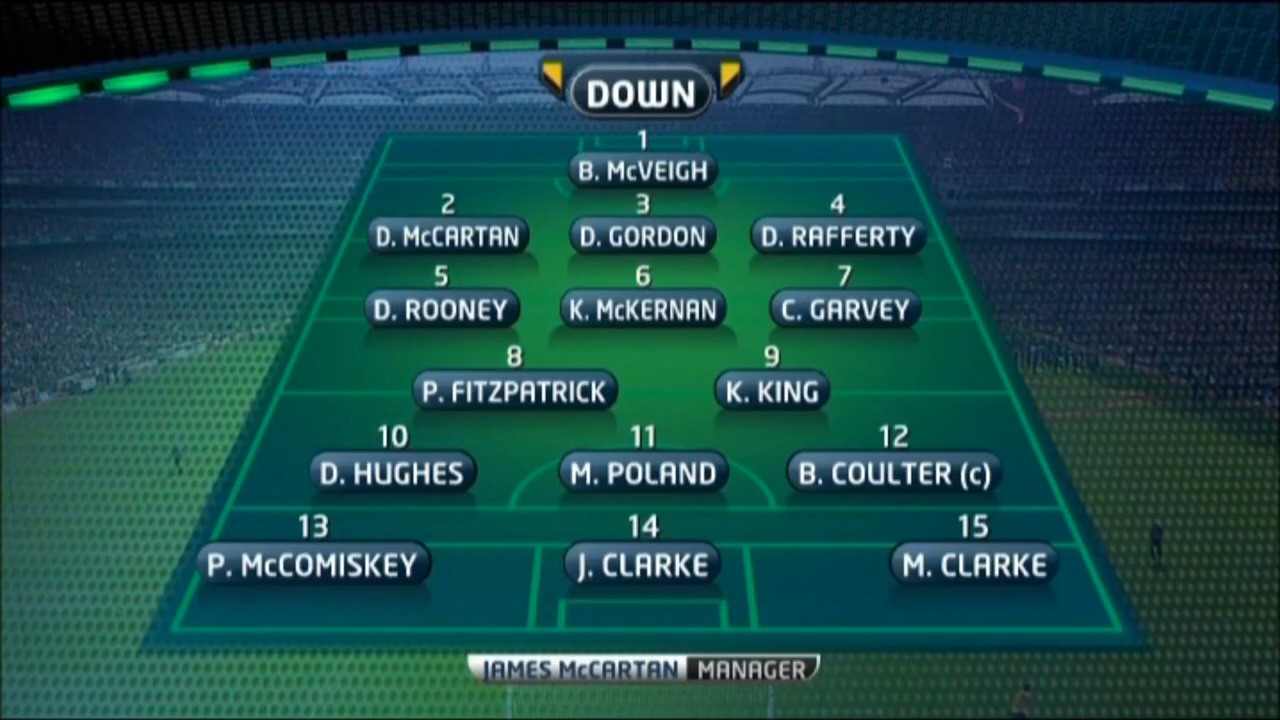 DOWN
1
B. McVEIGH
2 3 4
D. McCARTAN D. GORDON D. RAFFERTY
5 6 7
D. ROONEY K. McKERNAN C. GARVEY
8 9
P. FITZPATRICK K. KING
10 11 12
D. HUGHES M. POLAND B. COULTER (c)
13 14 15
P. McCOMISKEY J. CLARKE M. CLARKE
JAMES McCARTAN MANAGER